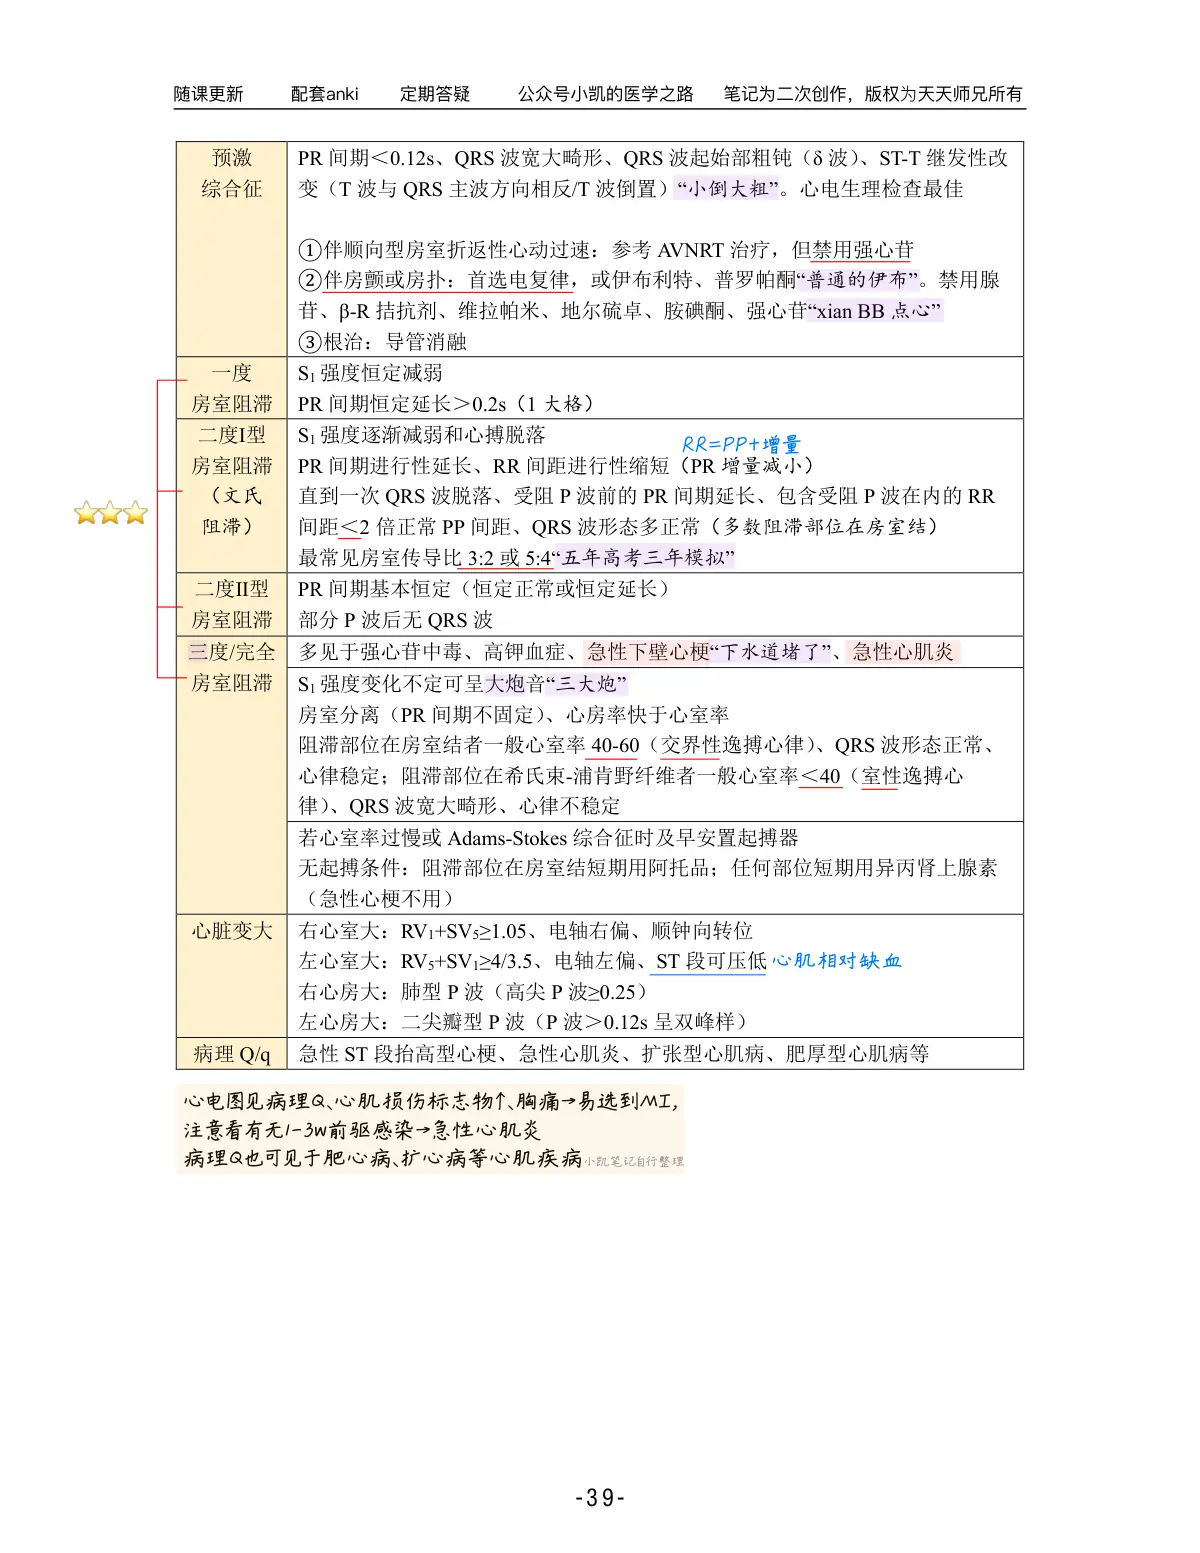 随课更新 配套anki 定期答疑 公众号小凯的医学之路 笔记为二次创作，版权为天天师兄所有
预激
综合征
PR 间期＜0.12s、QRS 波宽大畸形、QRS 波起始部粗钝（δ 波）、ST-T 继发性改
变（T 波与 QRS 主波方向相反/T 波倒置）“小倒大粗”。心电生理检查最佳
①伴顺向型房室折返性心动过速：参考 AVNRT 治疗，但禁用强心苷
②伴房颤或房扑：首选电复律，或伊布利特、普罗帕酮“普通的伊布”。禁用腺
苷、β-R 拮抗剂、维拉帕米、地尔硫卓、胺碘酮、强心苷“xian BB 点心”
③根治：导管消融
一度
房室阻滞
S₁ 强度恒定减弱
PR 间期恒定延长＞0.2s（1 大格）
二度I型
房室阻滞
（文氏
阻滞）
S₁ 强度逐渐减弱和心搏脱落
RR=PP+增量
PR 间期进行性延长、RR 间距进行性缩短（PR 增量减小）
直到一次 QRS 波脱落、受阻 P 波前的 PR 间期延长、包含受阻 P 波在内的 RR
间距＜2 倍正常 PP 间距、QRS 波形态多正常（多数阻滞部位在房室结）
最常见房室传导比 3:2 或 5:4“五年高考三年模拟”
⭐⭐⭐
二度II型
房室阻滞
PR 间期基本恒定（恒定正常或恒定延长）
部分 P 波后无 QRS 波
三度/完全
房室阻滞
多见于强心苷中毒、高钾血症、急性下壁心梗“下水道堵了”、急性心肌炎
S₁ 强度变化不定可呈大炮音“三大炮”
房室分离（PR 间期不固定）、心房率快于心室率
阻滞部位在房室结者一般心室率 40-60（交界性逸搏心律）、QRS 波形态正常、
心律稳定；阻滞部位在希氏束-浦肯野纤维者一般心室率＜40（室性逸搏心
律）、QRS 波宽大畸形、心律不稳定
若心室率过慢或 Adams-Stokes 综合征时及早安置起搏器
无起搏条件：阻滞部位在房室结短期用阿托品；任何部位短期用异丙肾上腺素
（急性心梗不用）
心脏变大
右心室大：RV₁+SV₅≥1.05、电轴右偏、顺钟向转位
左心室大：RV₅+SV₁≥4/3.5、电轴左偏、ST 段可压低 心肌相对缺血
右心房大：肺型 P 波（高尖 P 波≥0.25）
左心房大：二尖瓣型 P 波（P 波＞0.12s 呈双峰样）
病理 Q/q
急性 ST 段抬高型心梗、急性心肌炎、扩张型心肌病、肥厚型心肌病等
心电图见病理Q、心肌损伤标志物↑、胸痛→易选到MI，
注意看有无1-3w前驱感染→急性心肌炎
病理Q也可见于肥心病、扩心病等心肌疾病 小凯笔记自行整理
-39-